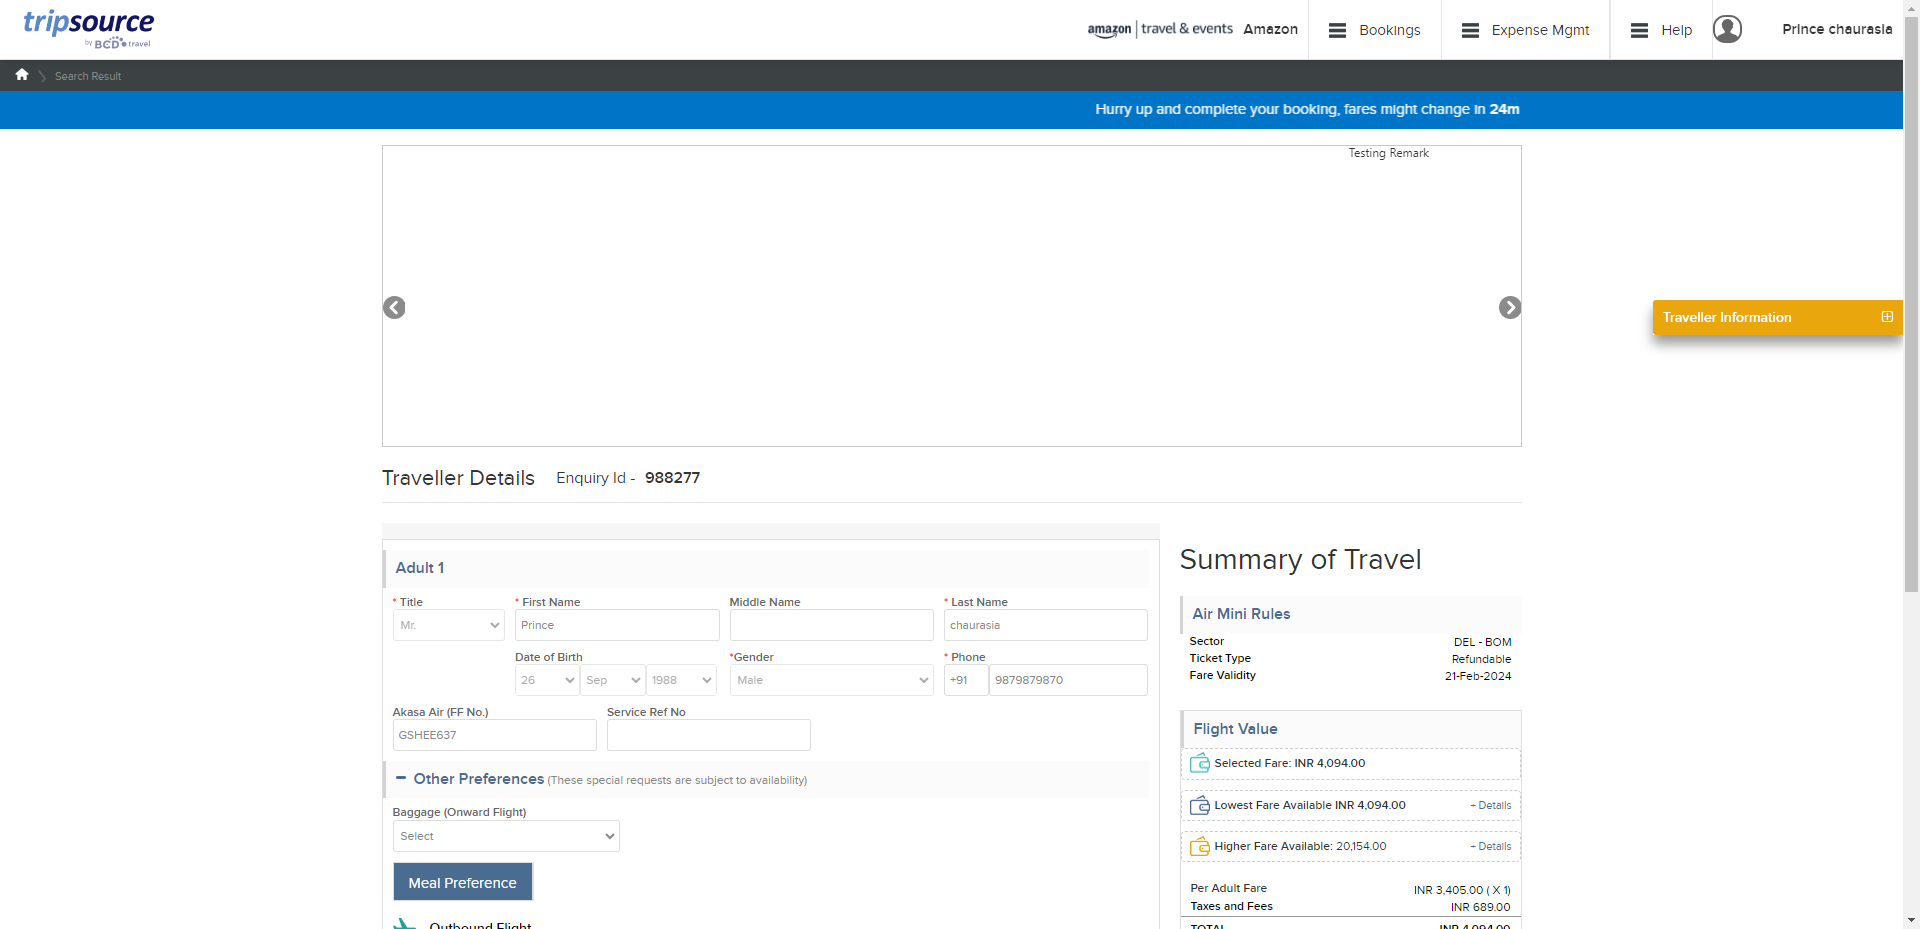 tripsource
by BCD travel
amazon | travel & events Amazon
Bookings
Expense Mgmt
Help
Prince chaurasia
Search Result
Hurry up and complete your booking, fares might change in 24m
Testing Remark
Traveller Information
Traveller Details Enquiry Id - 988277
Adult 1
* Title
* First Name
Middle Name
* Last Name
Mr.
Prince
chaurasia
Date of Birth
*Gender
* Phone
26
Sep
1988
Male
+91
9879879870
Akasa Air (FF No.)
Service Ref No
GSHEE637
Other Preferences (These special requests are subject to availability)
Baggage (Onward Flight)
Select
Meal Preference
Outbound Flight
Summary of Travel
Air Mini Rules
Sector DEL - BOM
Ticket Type Refundable
Fare Validity 21-Feb-2024
Flight Value
Selected Fare: INR 4,094.00
Lowest Fare Available INR 4,094.00 + Details
Higher Fare Available: 20,154.00 + Details
Per Adult Fare INR 3,405.00 ( X 1)
Taxes and Fees INR 689.00
TOTAL INR 4,094.00